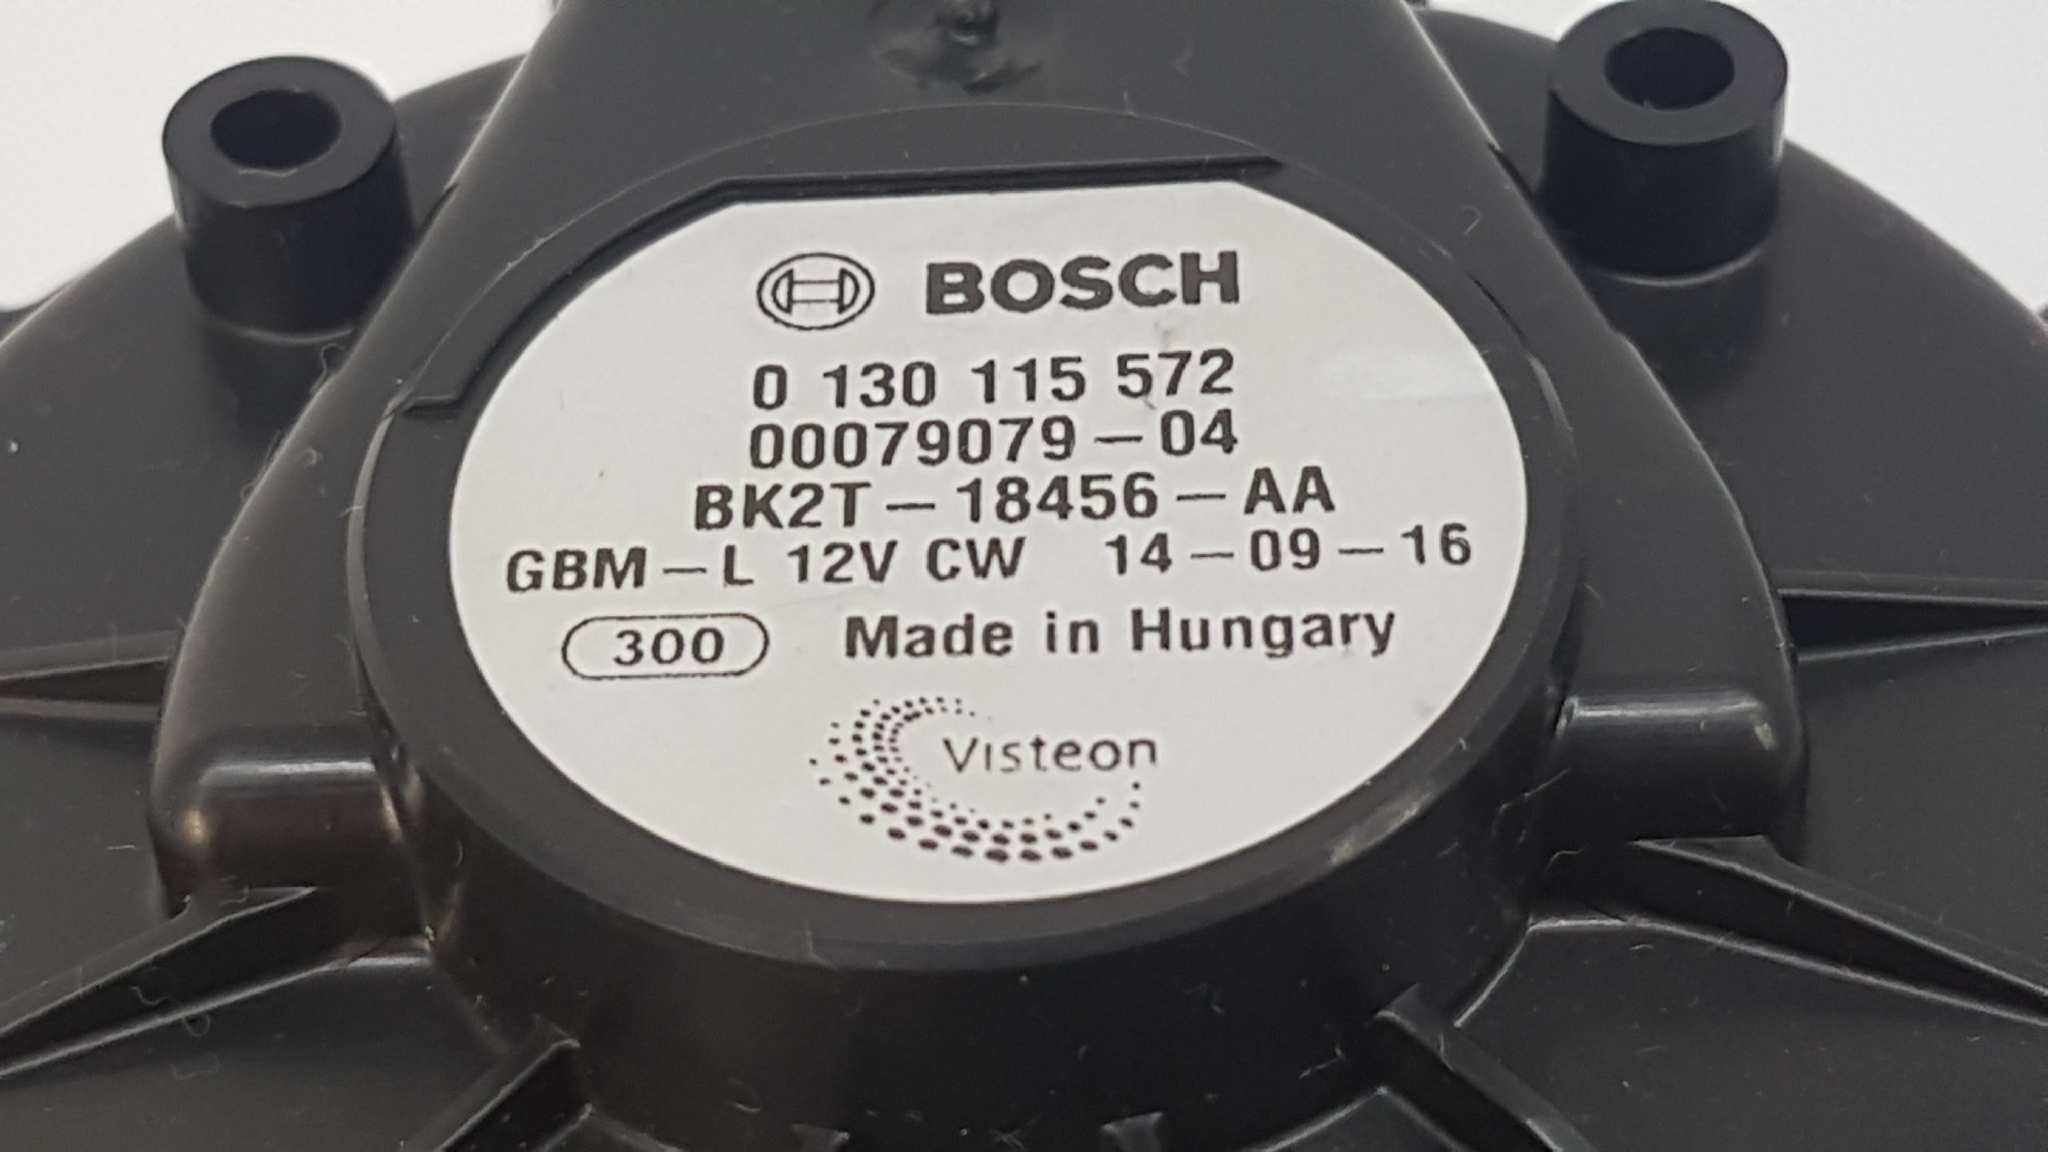 BOSCH
0 130 115 572
00079079-04
BK2T-18456-AA
GBM-L 12V CW 14-09-16
300 Made in Hungary
Visteon